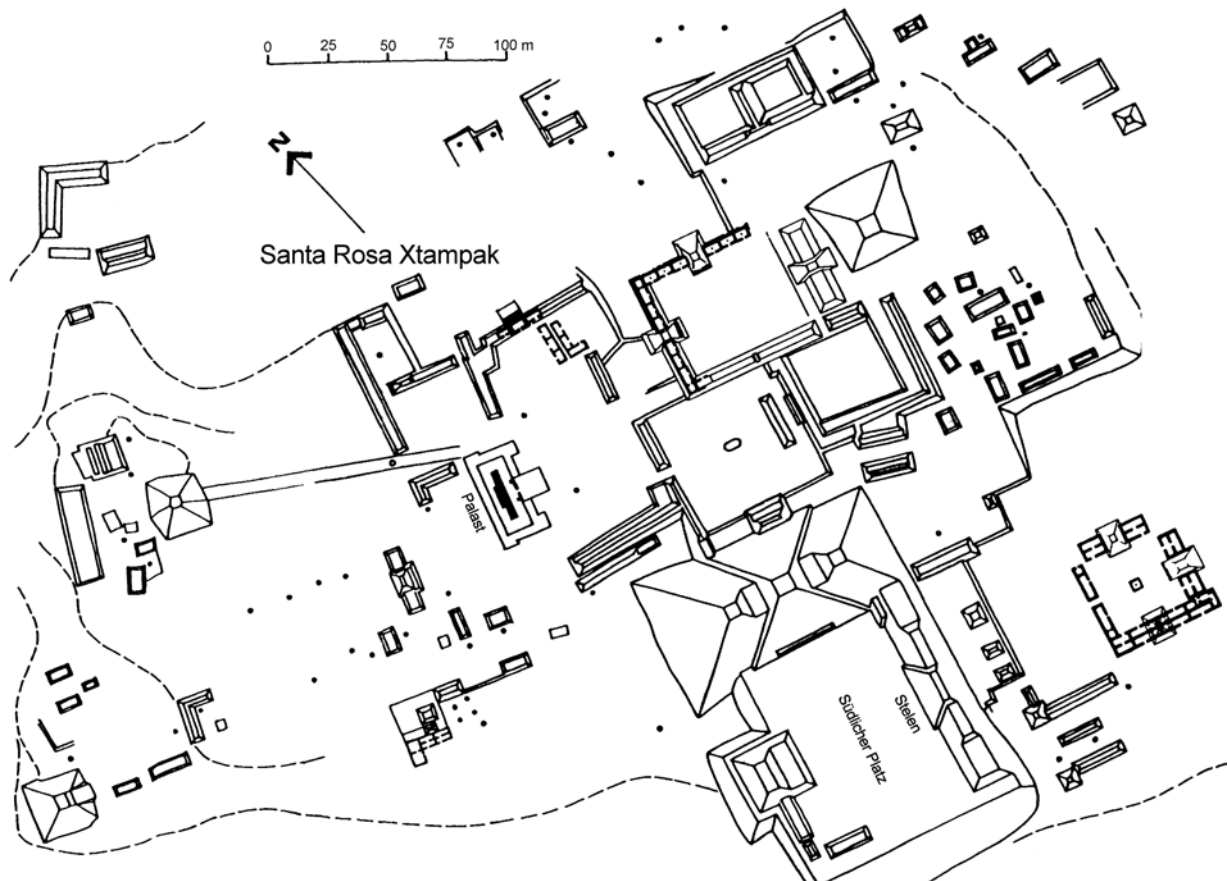 0 25 50 75 100 m
N
Santa Rosa Xtampak
Palast
Stelen
Südlicher Platz